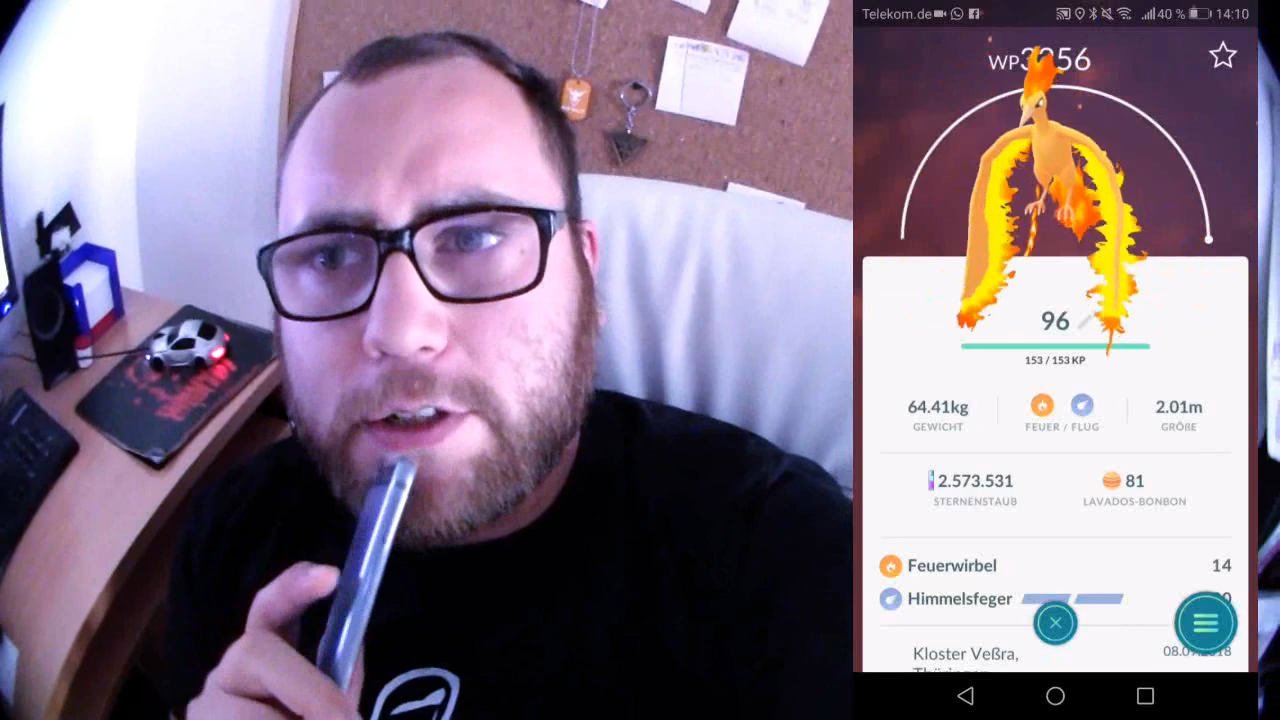 Telekom.de 40 % 14:10
WP
96
153 / 153 KP
64.41kg
GEWICHT
FEUER / FLUG
2.01m
GRÖßE
2.573.531
STERNENSTAUB
81
LAVADOS-BONBON
Feuerwirbel 14
Himmelsfeger
Kloster Veßra,